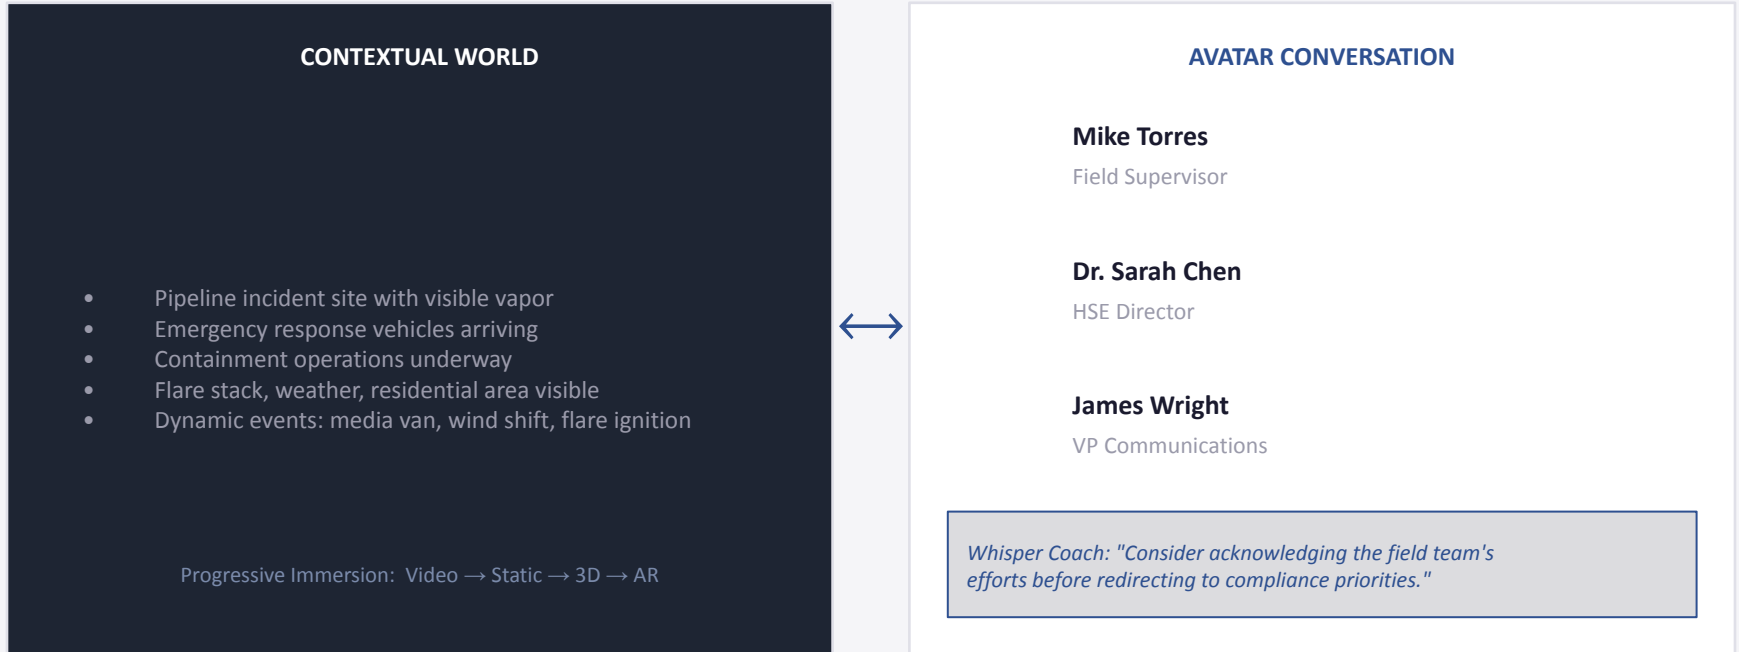 CONTEXTUAL WORLD
• Pipeline incident site with visible vapor
• Emergency response vehicles arriving
• Containment operations underway
• Flare stack, weather, residential area visible
• Dynamic events: media van, wind shift, flare ignition
Progressive Immersion: Video → Static → 3D → AR
↔
AVATAR CONVERSATION
Mike Torres
Field Supervisor
Dr. Sarah Chen
HSE Director
James Wright
VP Communications
Whisper Coach: "Consider acknowledging the field team's
efforts before redirecting to compliance priorities."